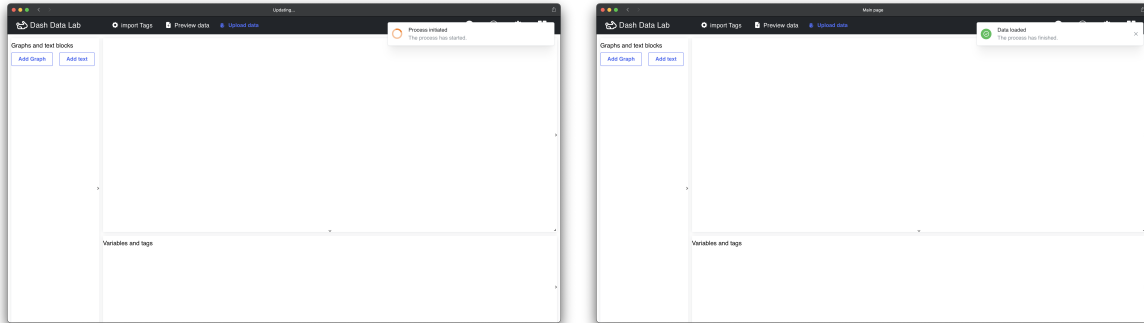 Updating...
Dash Data Lab
import Tags
Preview data
Upload data
Process initiated
The process has started.
Graphs and text blocks
Add Graph
Add text
Variables and tags
Main page
Dash Data Lab
import Tags
Preview data
Upload data
Data loaded
The process has finished.
Graphs and text blocks
Add Graph
Add text
Variables and tags